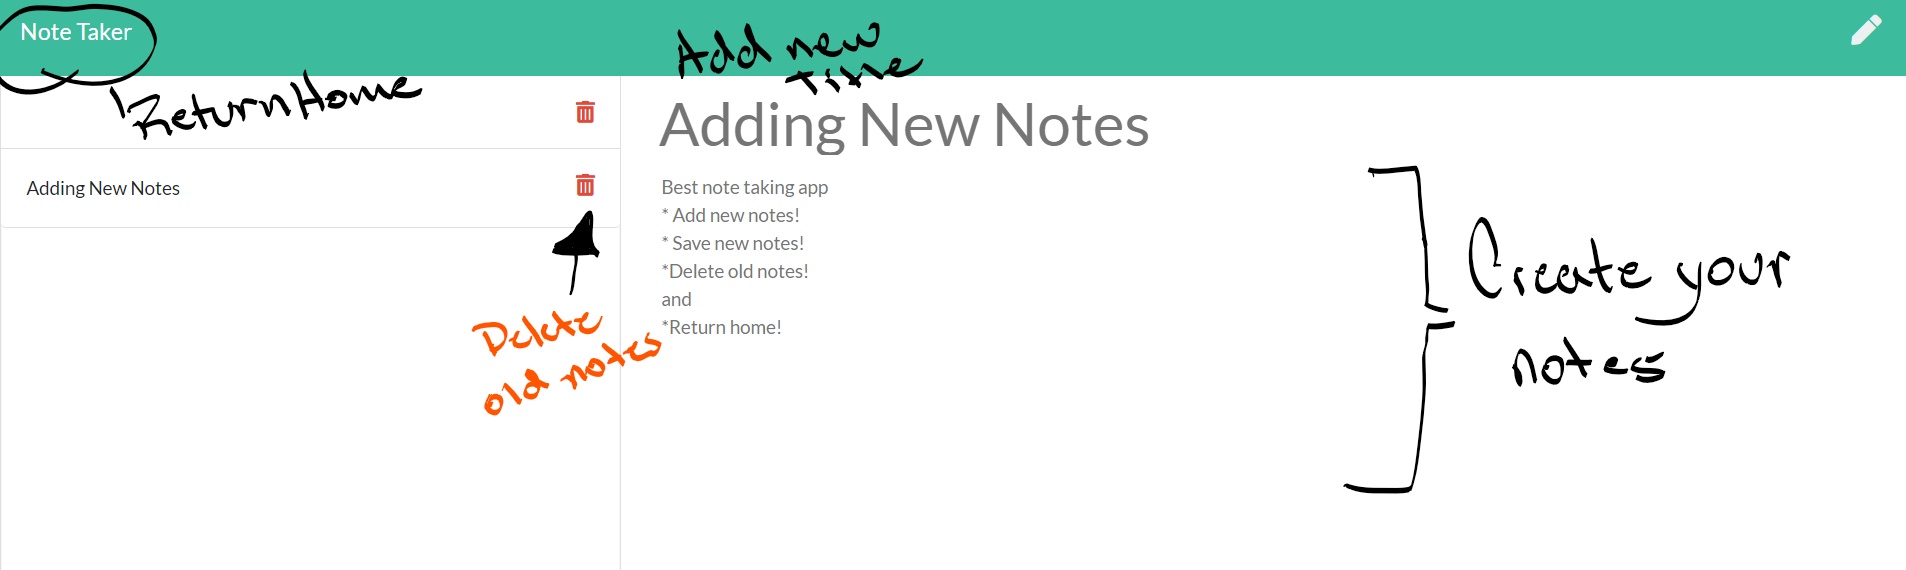 Note Taker
Return Home
Add new
Title
Adding New Notes
Adding New Notes
Best note taking app
* Add new notes!
* Save new notes!
*Delete old notes!
and
*Return home!
Delete
old notes
Create your
notes